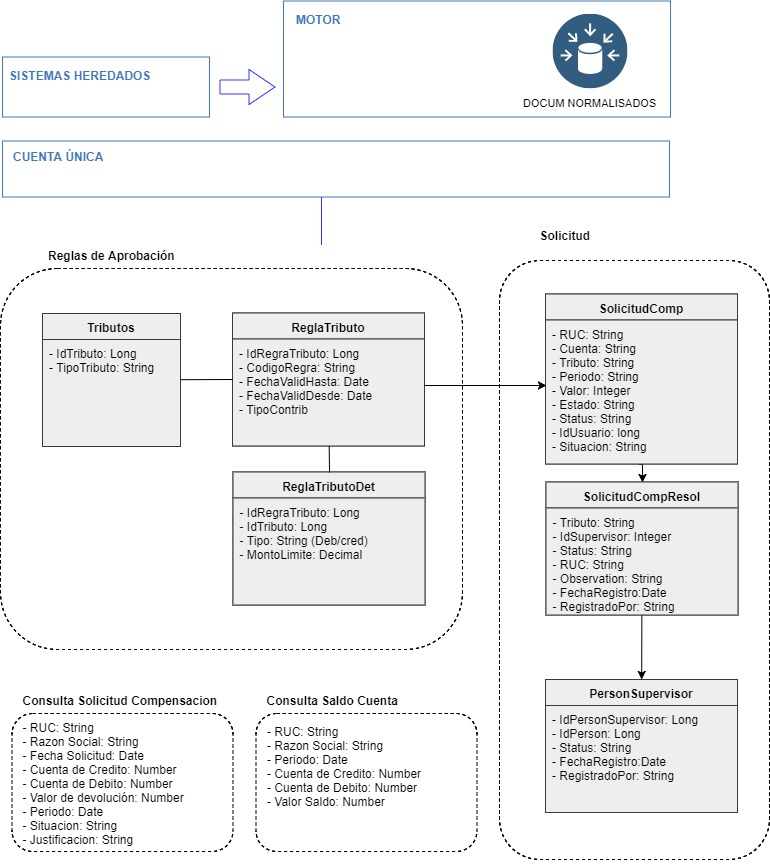 MOTOR
SISTEMAS HEREDADOS
DOCUM NORMALISADOS
CUENTA ÚNICA
Reglas de Aprobación
Tributos
- IdTributo: Long
- TipoTributo: String
ReglaTributo
- IdRegraTributo: Long
- CodigoRegra: String
- FechaValidHasta: Date
- FechaValidDesde: Date
- TipoContrib
ReglaTributoDet
- IdRegraTributo: Long
- IdTributo: Long
- Tipo: String (Deb/cred)
- MontoLimite: Decimal
Solicitud
SolicitudComp
- RUC: String
- Cuenta: String
- Tributo: String
- Periodo: String
- Valor: Integer
- Estado: String
- Status: String
- IdUsuario: long
- Situacion: String
SolicitudCompResol
- Tributo: String
- IdSupervisor: Integer
- Status: String
- RUC: String
- Observation: String
- FechaRegistro:Date
- RegistradoPor: String
PersonSupervisor
- IdPersonSupervisor: Long
- IdPerson: Long
- Status: String
- FechaRegistro:Date
- RegistradoPor: String
Consulta Solicitud Compensacion
- RUC: String
- Razon Social: String
- Fecha Solicitud: Date
- Cuenta de Credito: Number
- Cuenta de Debito: Number
- Valor de devolución: Number
- Periodo: Date
- Situacion: String
- Justificacion: String
Consulta Saldo Cuenta
- RUC: String
- Razon Social: String
- Periodo: Date
- Cuenta de Credito: Number
- Cuenta de Debito: Number
- Valor Saldo: Number